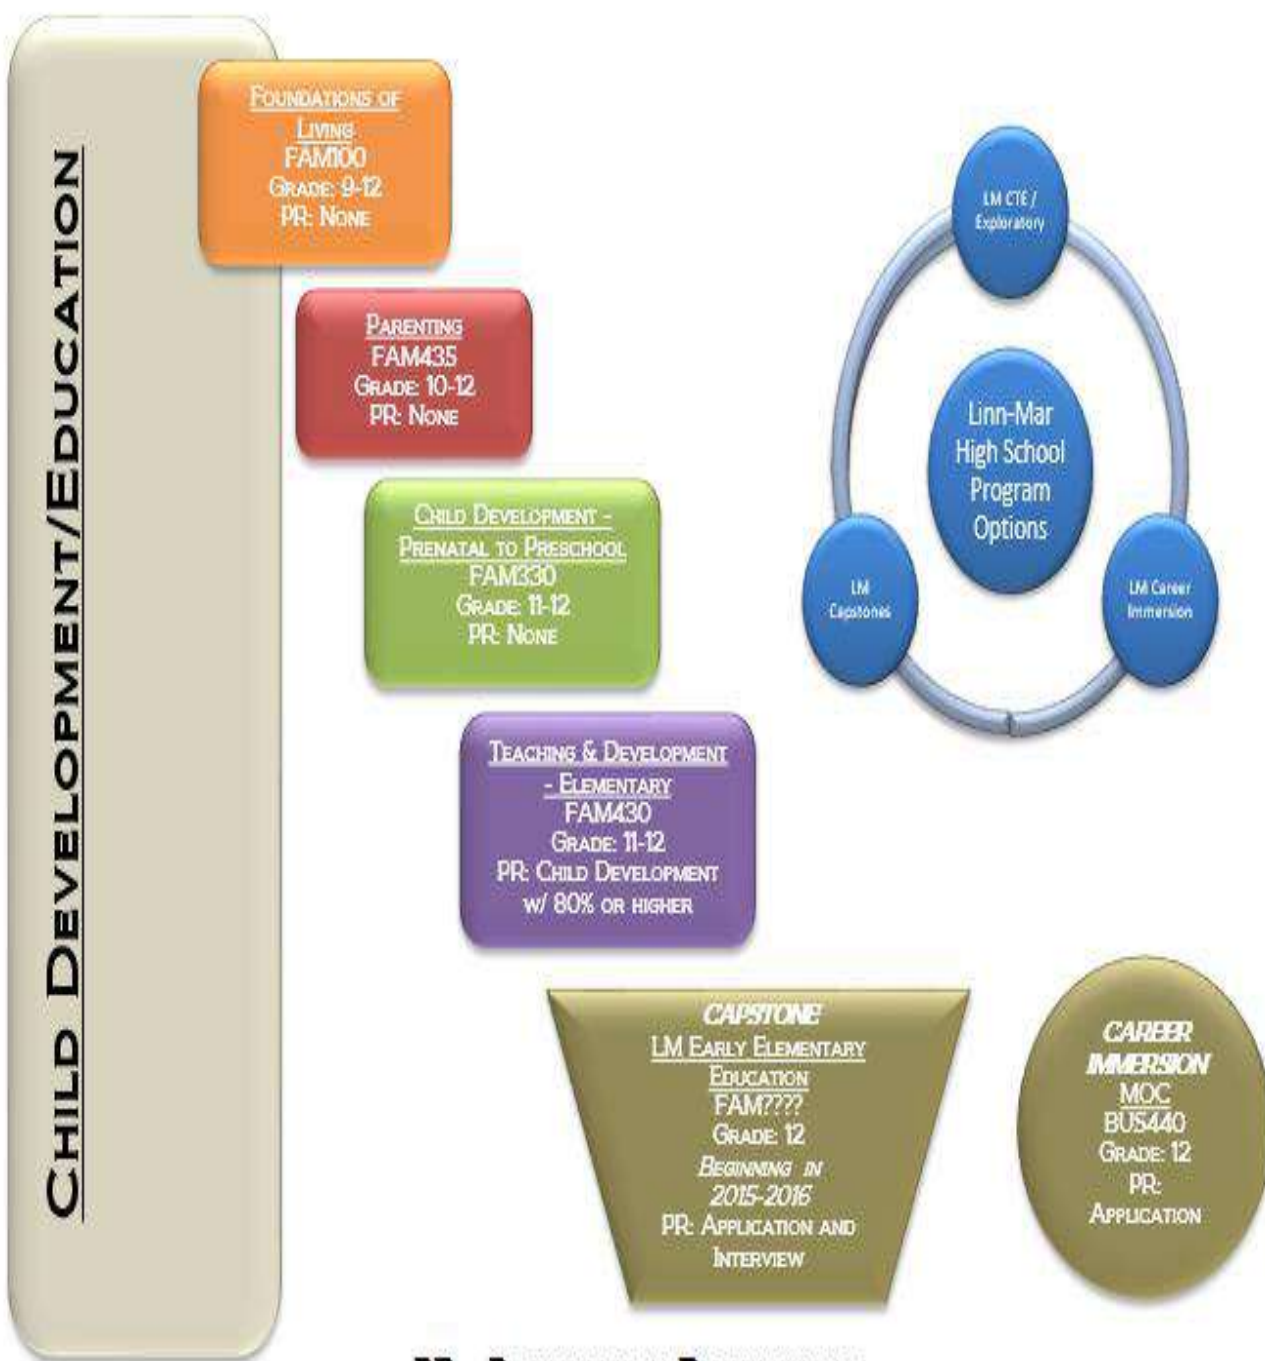 CHILD DEVELOPMENT/EDUCATION
FOUNDATIONS OF
LIVING
FAM100
GRADE: 9-12
PR: NONE
PARENTING
FAM435
GRADE: 10-12
PR: NONE
CHILD DEVELOPMENT -
PRENATAL TO PRESCHOOL
FAM330
GRADE: 11-12
PR: NONE
TEACHING & DEVELOPMENT
- ELEMENTARY
FAM430
GRADE: 11-12
PR: CHILD DEVELOPMENT
W/ 80% OR HIGHER
CAPSTONE
LM EARLY ELEMENTARY
EDUCATION
FAM????
GRADE: 12
BEGINNING IN
2015-2016
PR: APPLICATION AND
INTERVIEW
CAREER
IMMERSION
MOC
BUS440
GRADE: 12
PR:
APPLICATION
LM CTE /
Exploratory
Linn-Mar
High School
Program
Options
LM
Capstones
LM Career
Immersion